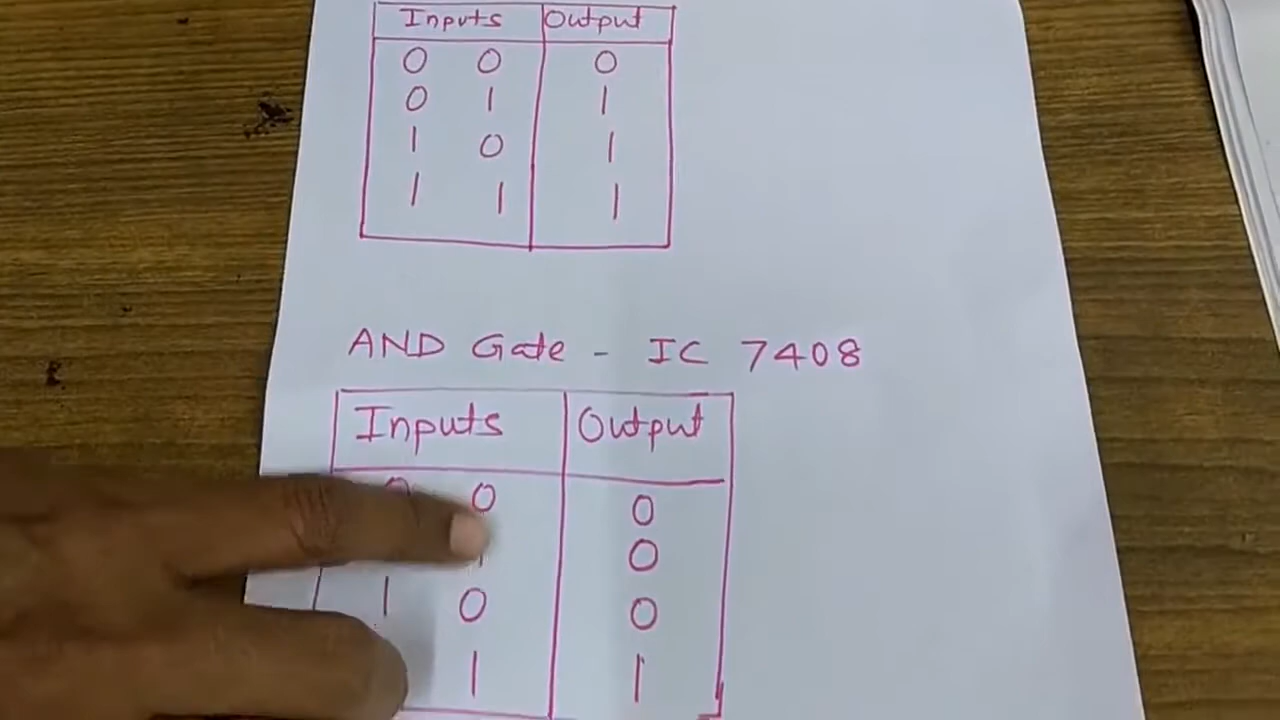 Inputs Output
0 0 0
0 1 1
1 0 1
1 1 1
AND Gate - IC 7408
Inputs Output
0 0 0
0
1 0 0
1 1